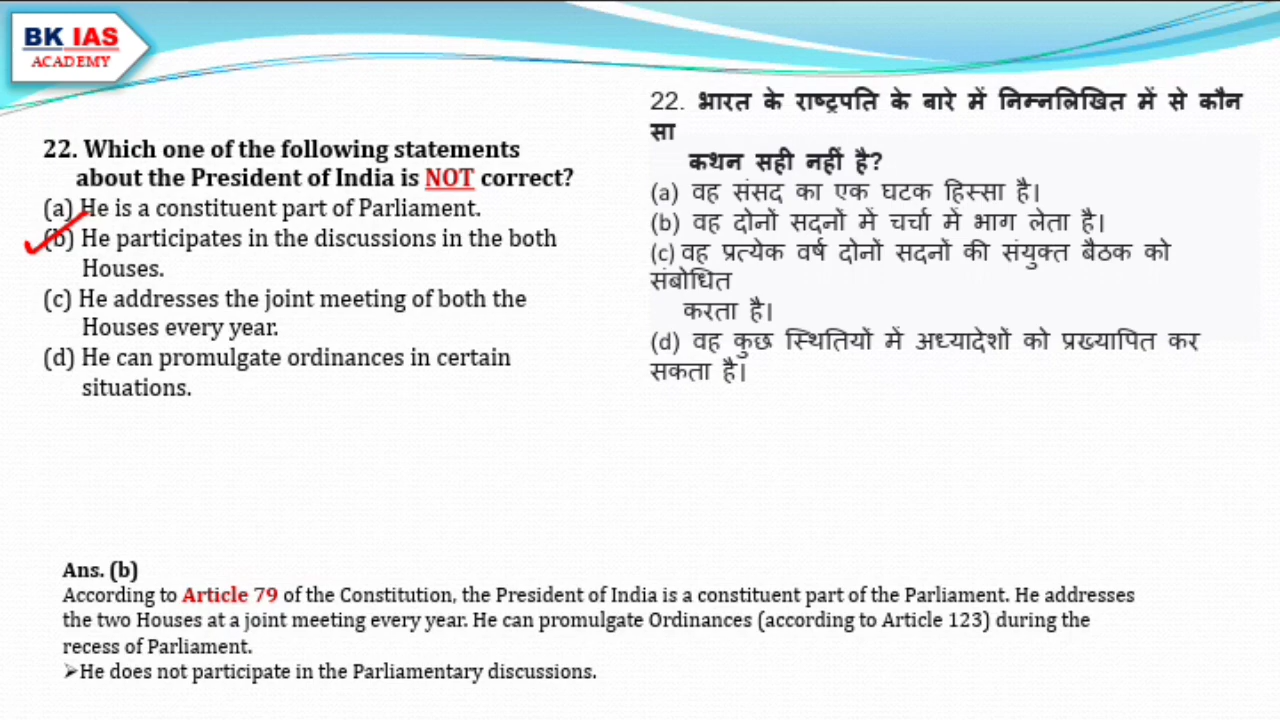 BK IAS
ACADEMY
22. Which one of the following statements
about the President of India is NOT correct?
(a) He is a constituent part of Parliament.
(b) He participates in the discussions in the both
Houses.
(c) He addresses the joint meeting of both the
Houses every year.
(d) He can promulgate ordinances in certain
situations.
22. भारत के राष्ट्रपति के बारे में निम्नलिखित में से कौन
सा
कथन सही नहीं है?
(a) वह संसद का एक घटक हिस्सा है।
(b) वह दोनों सदनों में चर्चा में भाग लेता है।
(c) वह प्रत्येक वर्ष दोनों सदनों की संयुक्त बैठक को
संबोधित
करता है।
(d) वह कुछ स्थितियों में अध्यादेशों को प्रख्यापित कर
सकता है।
Ans. (b)
According to Article 79 of the Constitution, the President of India is a constituent part of the Parliament. He addresses
the two Houses at a joint meeting every year. He can promulgate Ordinances (according to Article 123) during the
recess of Parliament.
➢He does not participate in the Parliamentary discussions.